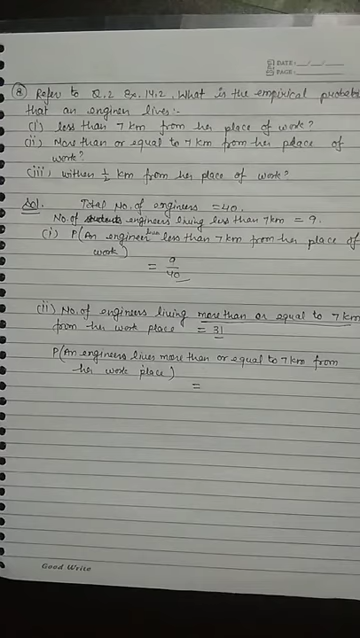 DATE: __/__/__
PAGE:
⑧ Refer to Q.2 Ex. 14.2. What is the empirical probabi
that an engineer lives:-
(i) less than 7 km from her place of work?
(ii) More than or equal to 7 km from her place of
work?
(iii) within ½ km from her place of work?
Sol. Total No. of engineers = 40.
No. of engineers living less than 7km = 9.
(i) P(An engineer lives less than 7 km from her place of
work)
= 9/40
(ii) No. of engineers living more than or equal to 7 km
from her work place = 31
P(An engineers lives more than or equal to 7 km from
her work place)
=
Good Write